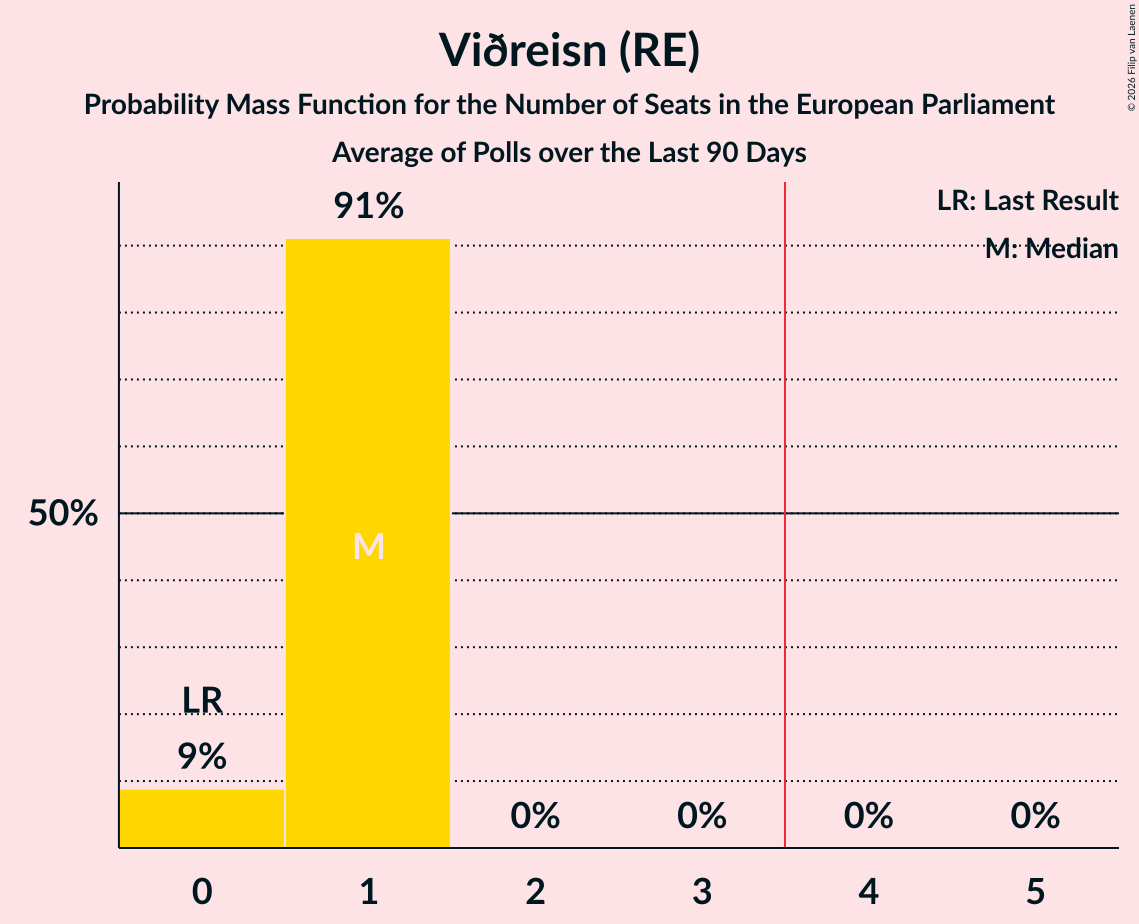 Viðreisn (RE)
Probability Mass Function for the Number of Seats in the European Parliament
Average of Polls over the Last 90 Days
© 2026 Filip van Laenen
LR: Last Result
M: Median
91%
50%
M
LR
9%
0%
0%
0%
0%
0
1
2
3
4
5